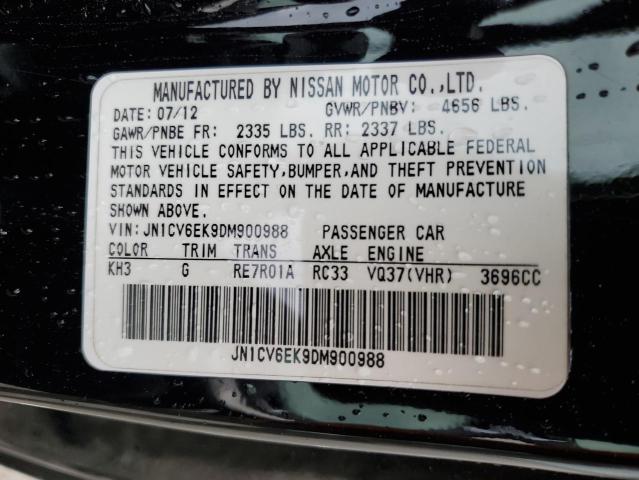 MANUFACTURED BY NISSAN MOTOR CO.,LTD.
DATE: 07/12 GVWR/PNBV: 4656 LBS.
GAWR/PNBE FR: 2335 LBS. RR: 2337 LBS.
THIS VEHICLE CONFORMS TO ALL APPLICABLE FEDERAL
MOTOR VEHICLE SAFETY,BUMPER,AND THEFT PREVENTION
STANDARDS IN EFFECT ON THE DATE OF MANUFACTURE
SHOWN ABOVE.
VIN:JN1CV6EK9DM900988 PASSENGER CAR
COLOR TRIM TRANS AXLE ENGINE
KH3 G RE7R01A RC33 VQ37(VHR) 3696CC
JN1CV6EK9DM900988